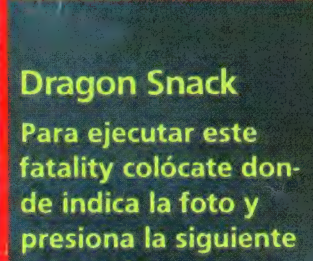 Dragon Snack
Para ejecutar este
fatality colócate don-
de indica la foto y
presiona la siguiente